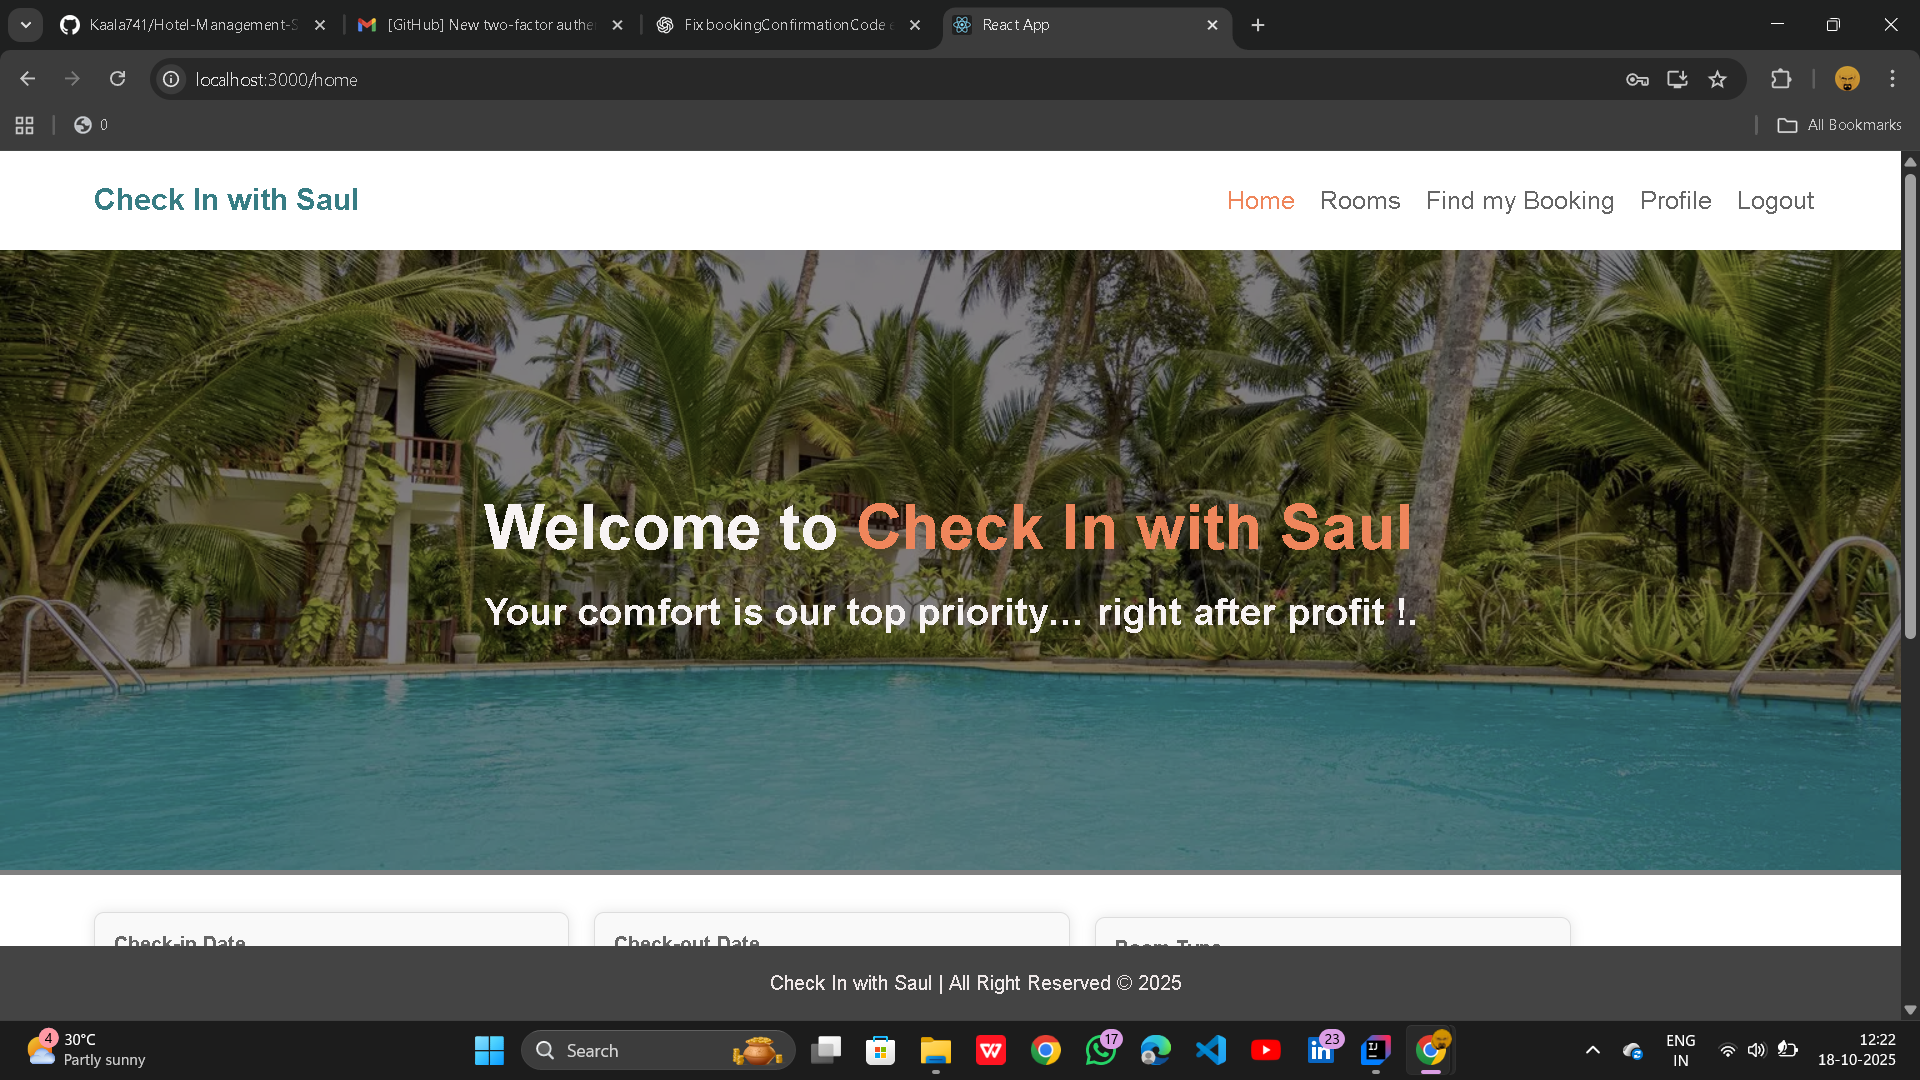 Kaala741/Hotel-Management-S
[GitHub] New two-factor authe
Fix bookingConfirmationCode e
React App
localhost:3000/home
0
All Bookmarks
Check In with Saul
Home Rooms Find my Booking Profile Logout
Welcome to Check In with Saul
Your comfort is our top priority... right after profit !.
Check-in Date
Check-out Date
Room Type
Check In with Saul | All Right Reserved © 2025
4
30°C
Partly sunny
Search
17
23
ENG
IN
12:22
18-10-2025